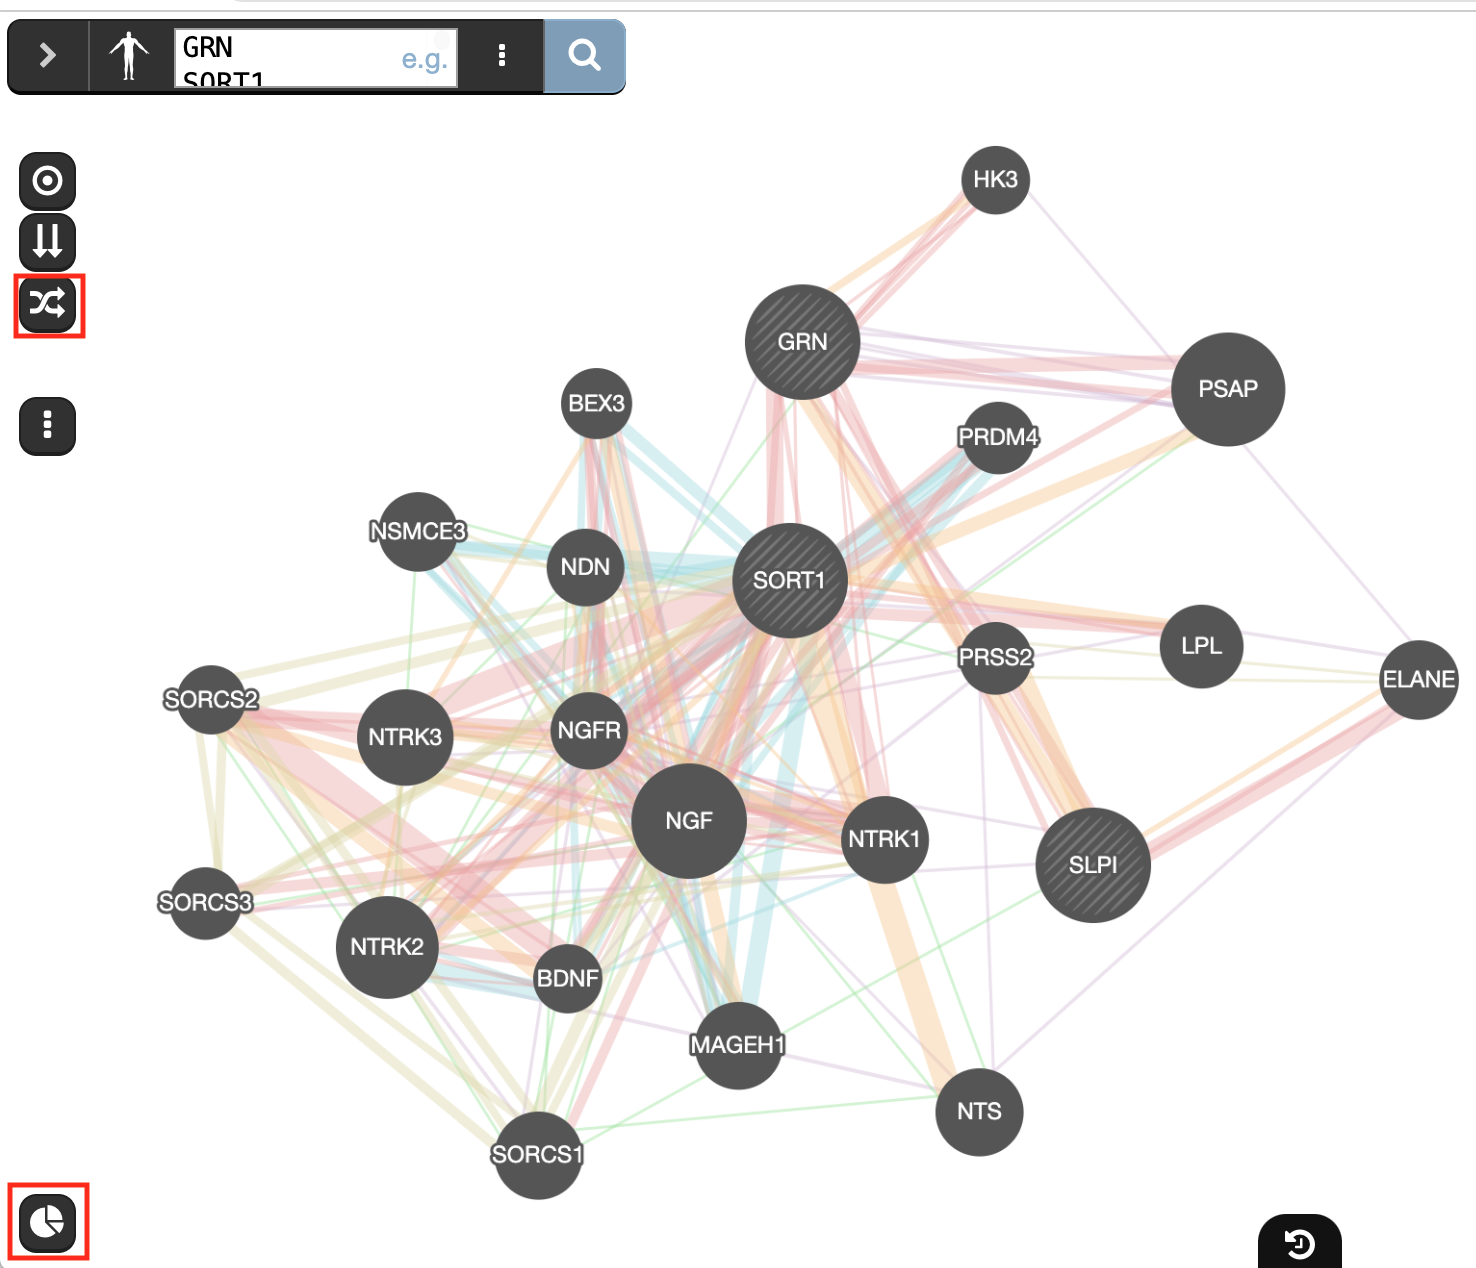 GRN
e.g.
SORT1
HK3
GRN
PSAP
BEX3
PRDM4
NSMCE3
NDN
SORT1
LPL
PRSS2
ELANE
SORCS2
NTRK3
NGFR
NGF
NTRK1
SLPI
SORCS3
NTRK2
BDNF
MAGEH1
NTS
SORCS1